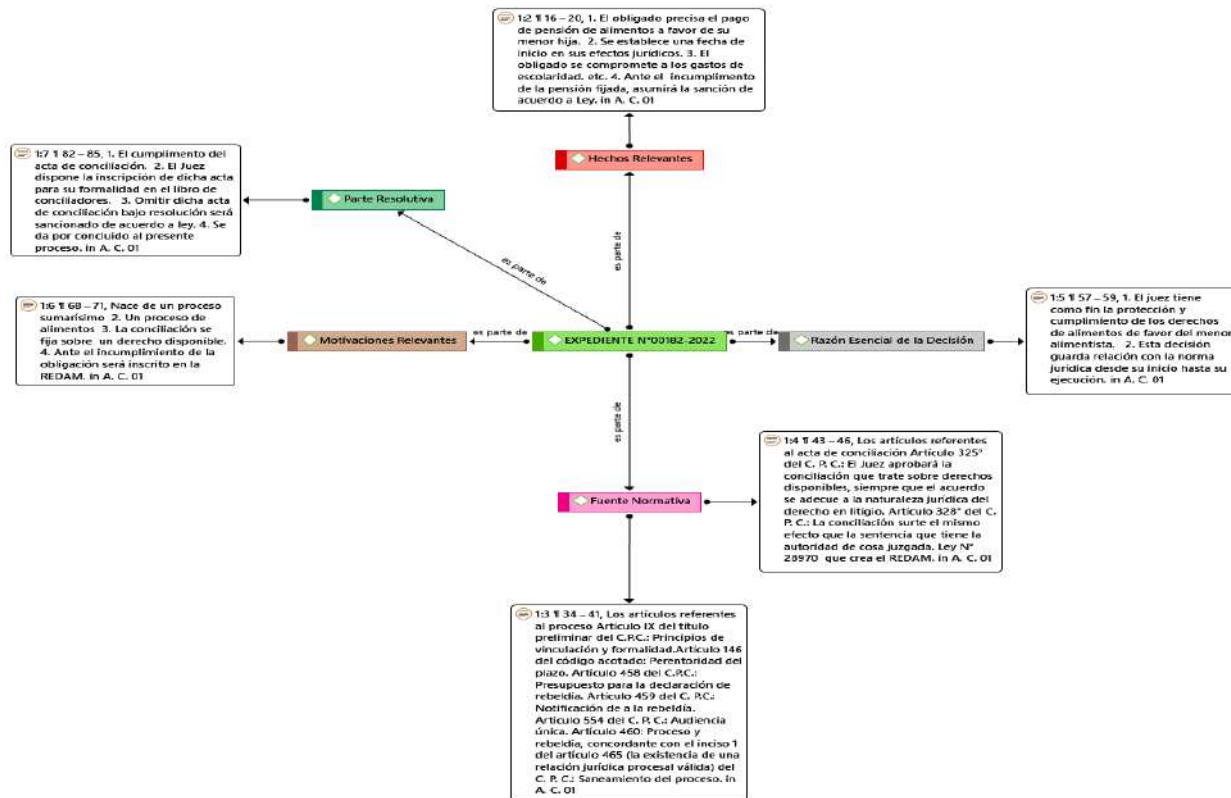 1:2 ¶ 16 – 20, 1. El obligado precisa el pago
de pensión de alimentos a favor de su
menor hija. 2. Se establece una fecha de
inicio en sus efectos jurídicos. 3. El
obligado se compromete a los gastos de
escolaridad. etc. 4. Ante el incumplimento
de la pensión fijada, asumirá la sanción de
acuerdo a Ley. in A. C. 01
Hechos Relevantes
1:7 ¶ 82 – 85, 1. El cumplimento del
acta de conciliación. 2. El Juez
dispone la inscripción de dicha acta
para su formalidad en el libro de
conciliadores. 3. Omitir dicha acta
de conciliación bajo resolución será
sancionado de acuerdo a ley. 4. Se
da por concluido al presente
proceso. in A. C. 01
Parte Resolutiva
es parte de
es parte de
1:6 ¶ 68 – 71, Nace de un proceso
sumarísimo 2. Un proceso de
alimentos 3. La conciliación se
fija sobre un derecho disponible.
4. Ante el incumplimiento de la
obligación será inscrito en la
REDAM. in A. C. 01
Motivaciones Relevantes
es parte de
EXPEDIENTE N°00182-2022
es parte de
Razón Esencial de la Decisión
1:5 ¶ 57 – 59, 1. El juez tiene
como fin la protección y
cumplimiento de los derechos
de alimentos de favor del menor
alimentista. 2. Esta decisión
guarda relación con la norma
jurídica desde su inicio hasta su
ejecución. in A. C. 01
es parte de
Fuente Normativa
1:4 ¶ 43 – 46, Los artículos referentes
al acta de conciliación Artículo 325°
del C. P. C.: El Juez aprobará la
conciliación que trate sobre derechos
disponibles, siempre que el acuerdo
se adecue a la naturaleza jurídica del
derecho en litigio. Artículo 328° del C.
P. C.: La conciliación surte el mismo
efecto que la sentencia que tiene la
autoridad de cosa juzgada. Ley N°
28970 que crea el REDAM. in A. C. 01
1:3 ¶ 34 – 41, Los artículos referentes
al proceso Artículo IX del título
preliminar del C.P.C.: Principios de
vinculación y formalidad.Artículo 146
del código acotado: Perentoridad del
plazo. Artículo 458 del C.P.C.:
Presupuesto para la declaración de
rebeldía. Artículo 459 del C. P.C.:
Notificación de a la rebeldía.
Artículo 554 del C. P. C.: Audiencia
única. Artículo 460: Proceso y
rebeldía, concordante con el inciso 1
del artículo 465 (la existencia de una
relación jurídica procesal válida) del
C. P. C.: Saneamiento del proceso. in
A. C. 01